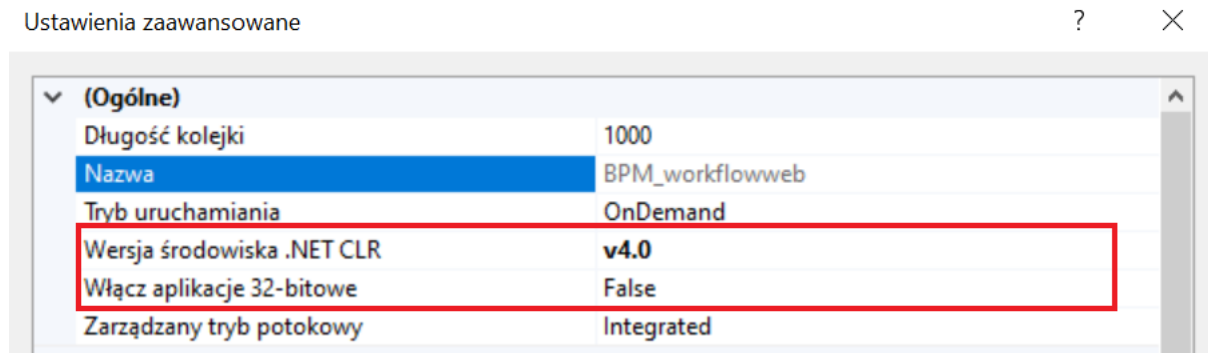 Ustawienia zaawansowane ?
(Ogólne)
Długość kolejki 1000
Nazwa BPM_workflowweb
Tryb uruchamiania OnDemand
Wersja środowiska .NET CLR v4.0
Włącz aplikacje 32-bitowe False
Zarządzany tryb potokowy Integrated